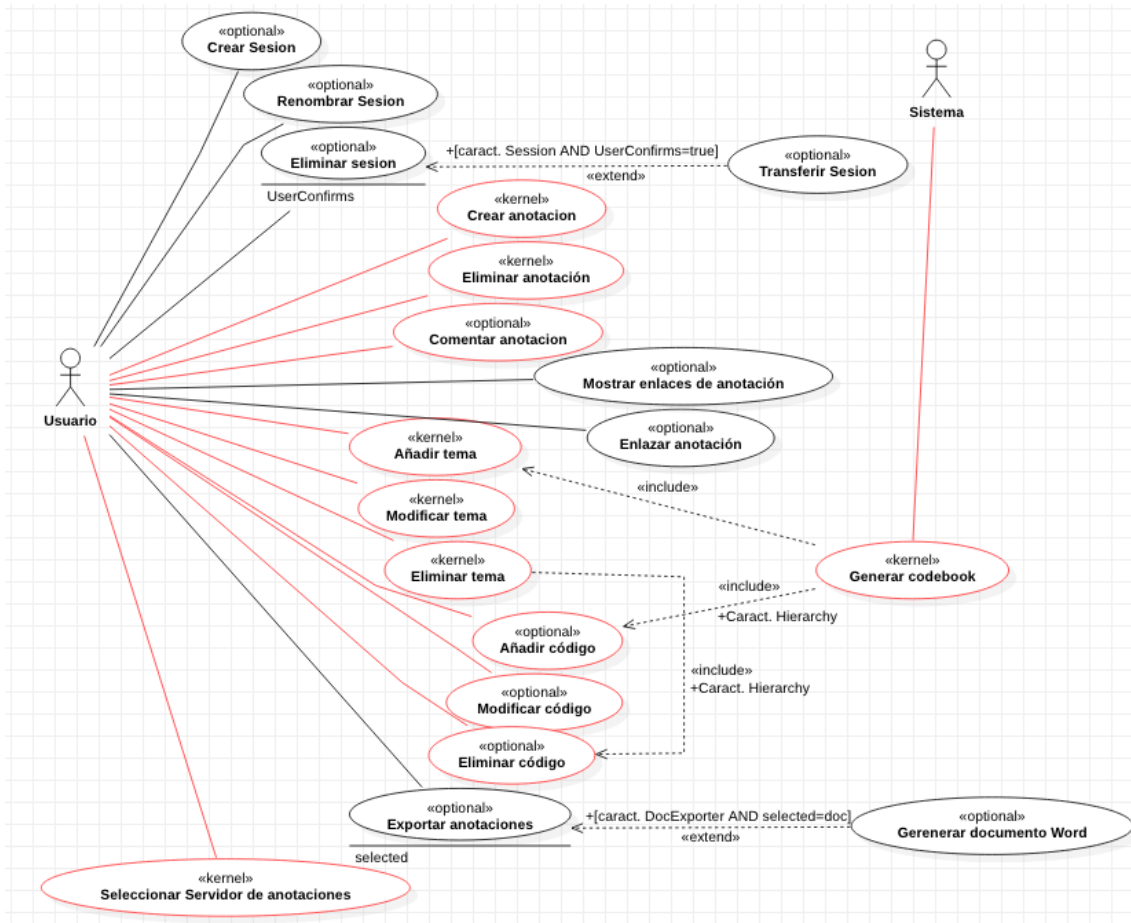 «optional»
Crear Sesion
«optional»
Renombrar Sesion
«optional»
Eliminar sesion
UserConfirms
+[caract. Session AND UserConfirms=true]
«extend»
«optional»
Transferir Sesion
Sistema
«kernel»
Crear anotacion
«kernel»
Eliminar anotación
«optional»
Comentar anotacion
«optional»
Mostrar enlaces de anotación
Usuario
«optional»
Enlazar anotación
«kernel»
Añadir tema
«include»
«kernel»
Modificar tema
«kernel»
Eliminar tema
«kernel»
Generar codebook
«include»
+Caract. Hierarchy
«optional»
Añadir código
«include»
+Caract. Hierarchy
«optional»
Modificar código
«optional»
Eliminar código
«optional»
Exportar anotaciones
selected
+[caract. DocExporter AND selected=doc]
«extend»
«optional»
Gerenerar documento Word
«kernel»
Seleccionar Servidor de anotaciones